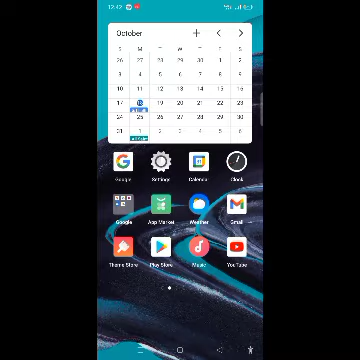 12:42
October
S M T W T F S
26 27 28 29 30 1 2
3 4 5 6 7 8 9
10 11 12 13 14 15 16
17 18 19 20 21 22 23
24 25 26 27 28 29 30
31 1 2 3 4 5 6
Google Settings Calendar Clock
Google App Market Weather Gmail
Theme Store Play Store Music YouTube